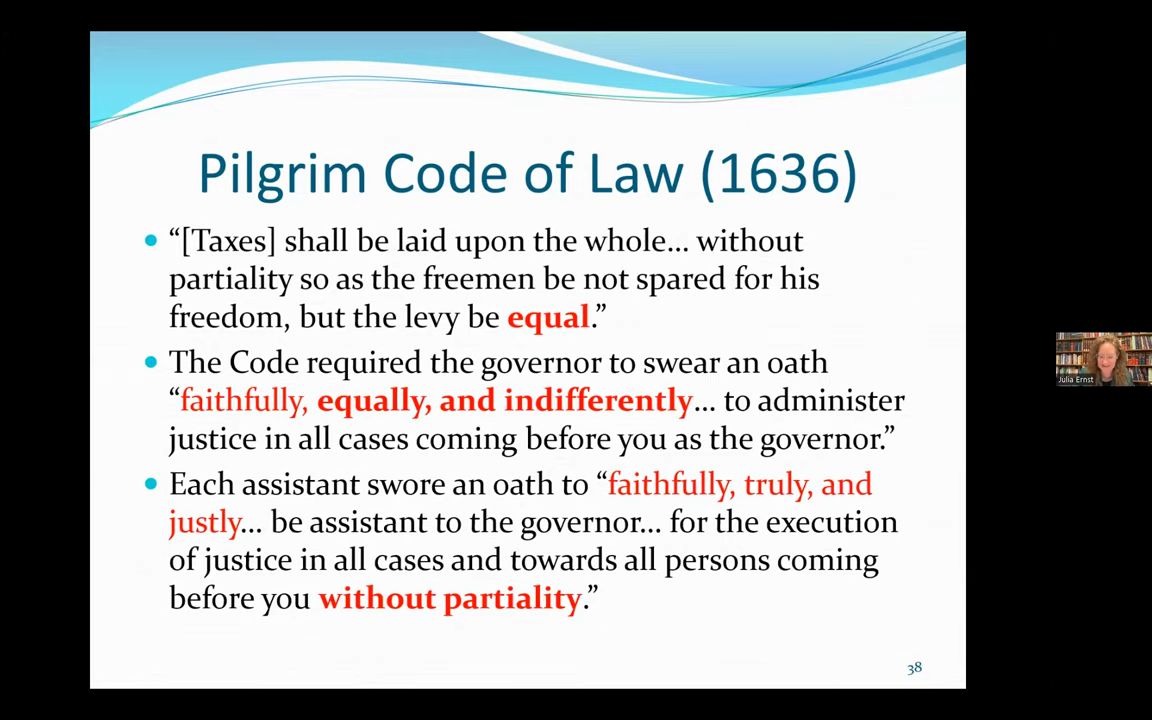 Pilgrim Code of Law (1636)
“[Taxes] shall be laid upon the whole... without
partiality so as the freemen be not spared for his
freedom, but the levy be equal.”
The Code required the governor to swear an oath
“faithfully, equally, and indifferently... to administer
justice in all cases coming before you as the governor.”
Each assistant swore an oath to “faithfully, truly, and
justly... be assistant to the governor... for the execution
of justice in all cases and towards all persons coming
before you without partiality.”
38
Julia Ernst